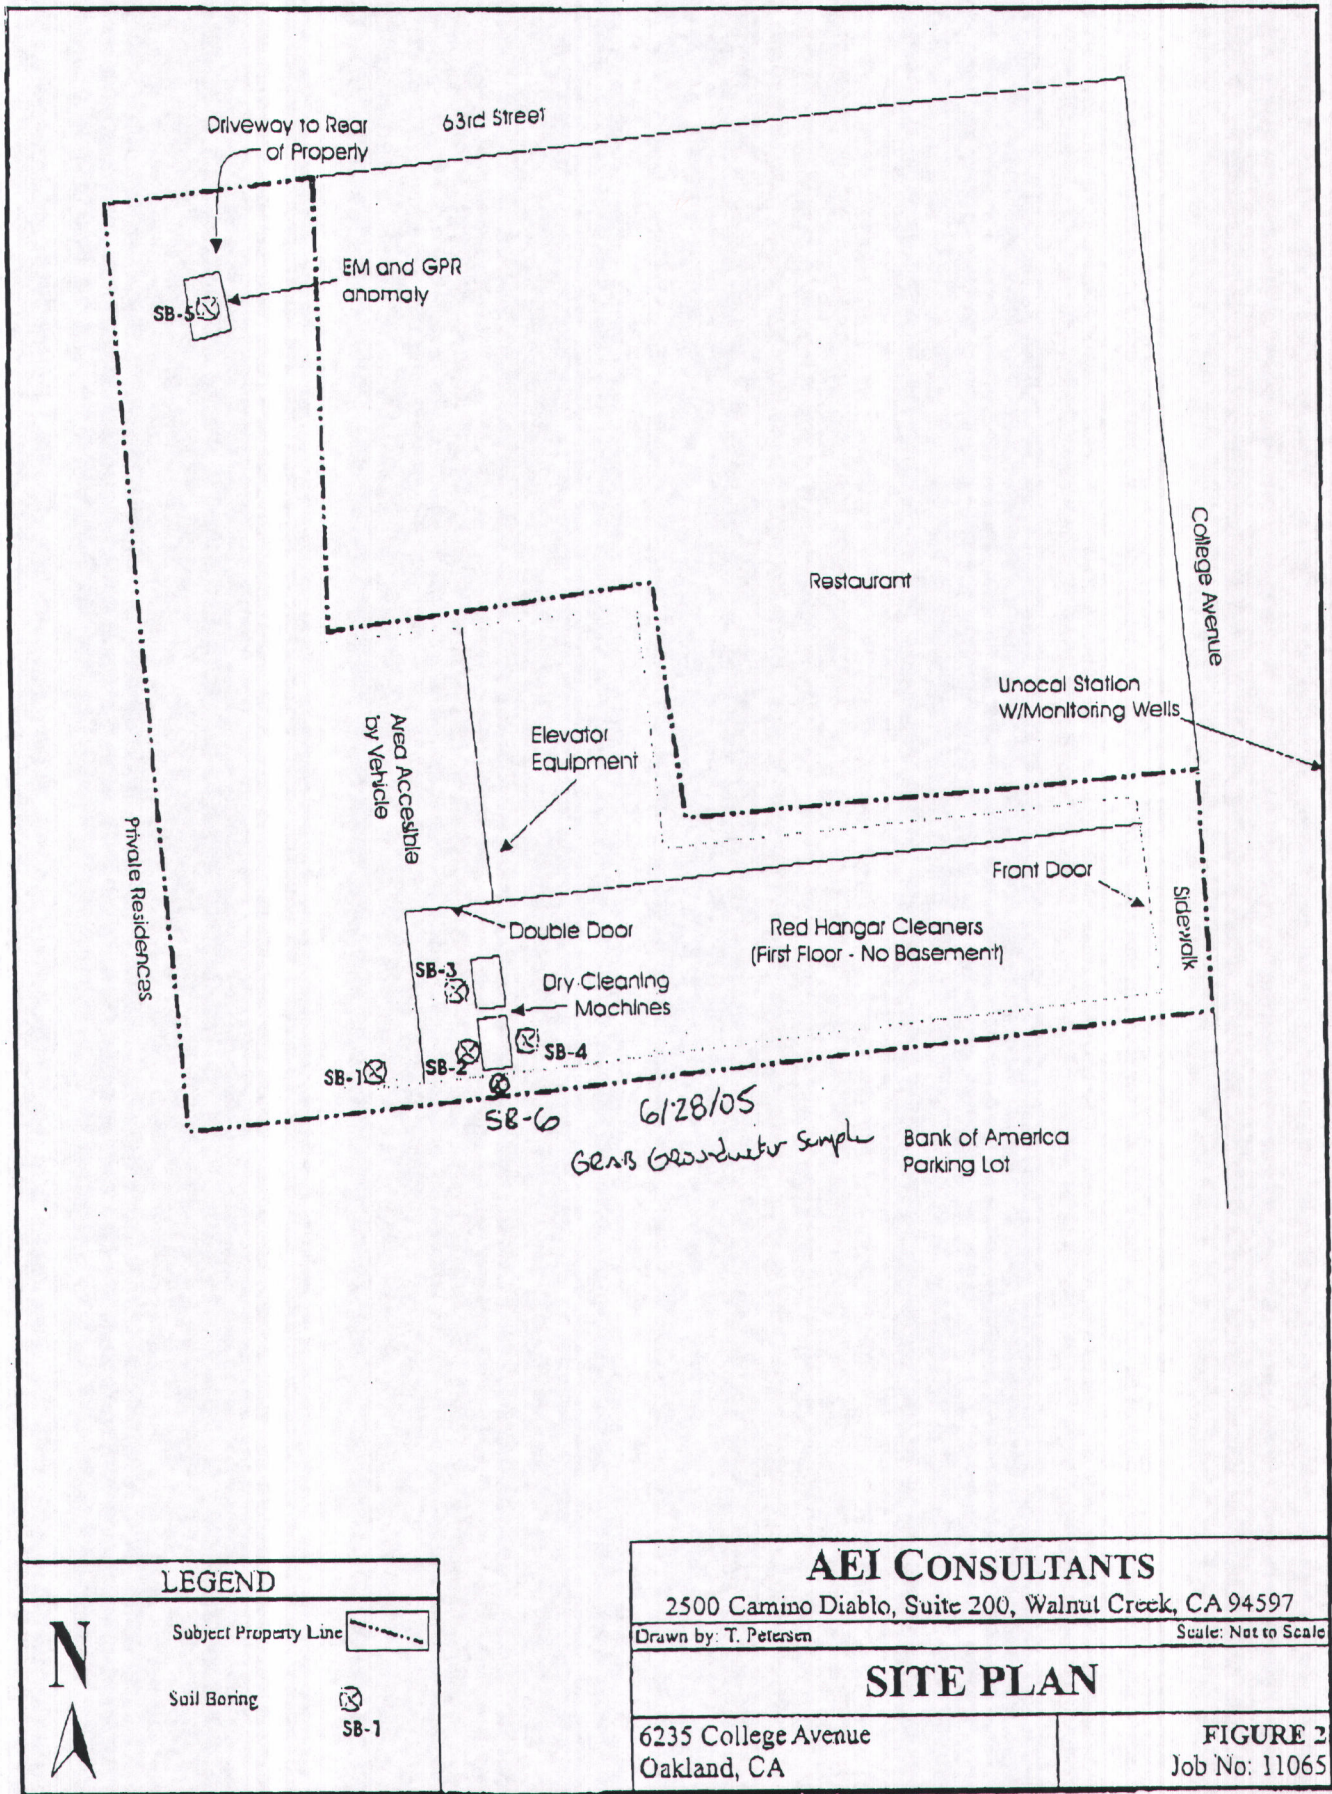 63rd Street
Driveway to Rear
of Property
EM and GPR
anomaly
SB-5
College Avenue
Restaurant
Unocal Station
W/Monitoring Wells
Area Accesible
by Vehicle
Elevator
Equipment
Private Residences
Front Door
Sidewalk
Double Door
Red Hangar Cleaners
(First Floor - No Basement)
SB-3
Dry Cleaning
Machines
SB-2
SB-4
SB-1
SB-6
6/28/05
Grab Groundwater Sample
Bank of America
Parking Lot
LEGEND
N
Subject Property Line
Soil Boring
SB-1
AEI CONSULTANTS
2500 Camino Diablo, Suite 200, Walnut Creek, CA 94597
Drawn by: T. Petersen
Scale: Not to Scale
SITE PLAN
6235 College Avenue
Oakland, CA
FIGURE 2
Job No: 11065